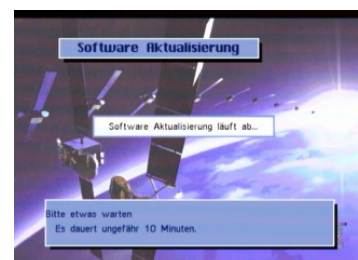 Software Aktualisierung
Software Aktualisierung läuft ab...
Bitte etwas warten
Es dauert ungefähr 10 Minuten.